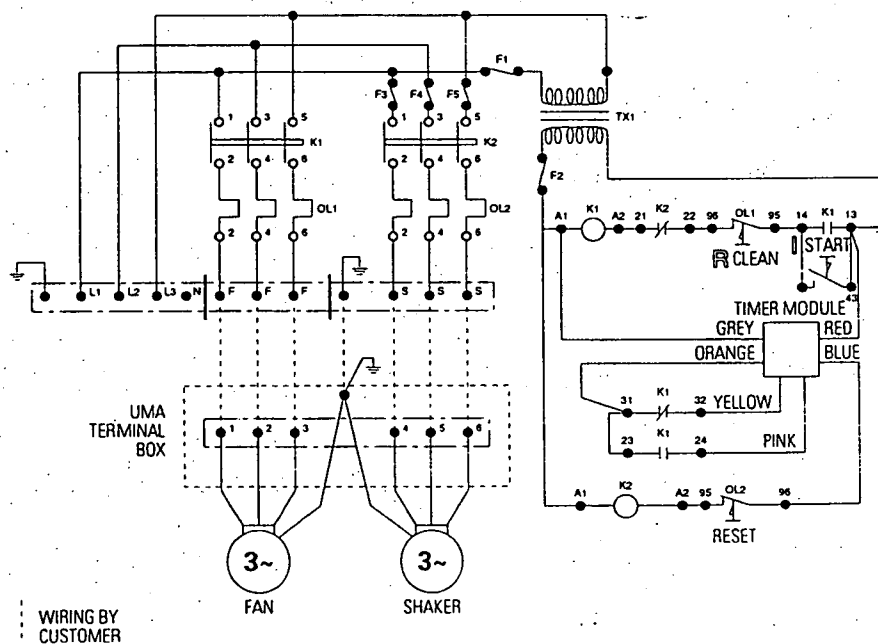 F1
F3 F4 F5
TX1
1 3 5 1 3 5
K1 K2
2 4 6 2 4 6
F2
OL1 OL2
2 4 6 2 4 6
A1 K1 A2 21 K2 22 96 OL1 95 14 K1 13
R CLEAN
I START
43
L1 L2 L3 N F F F S S S
TIMER MODULE
GREY RED
ORANGE BLUE
31 K1 32 YELLOW
23 K1 24 PINK
UMA
TERMINAL
BOX
1 2 3 4 5 6
A1 K2 A2 95 OL2 96
RESET
3~ 3~
FAN SHAKER
WIRING BY
CUSTOMER